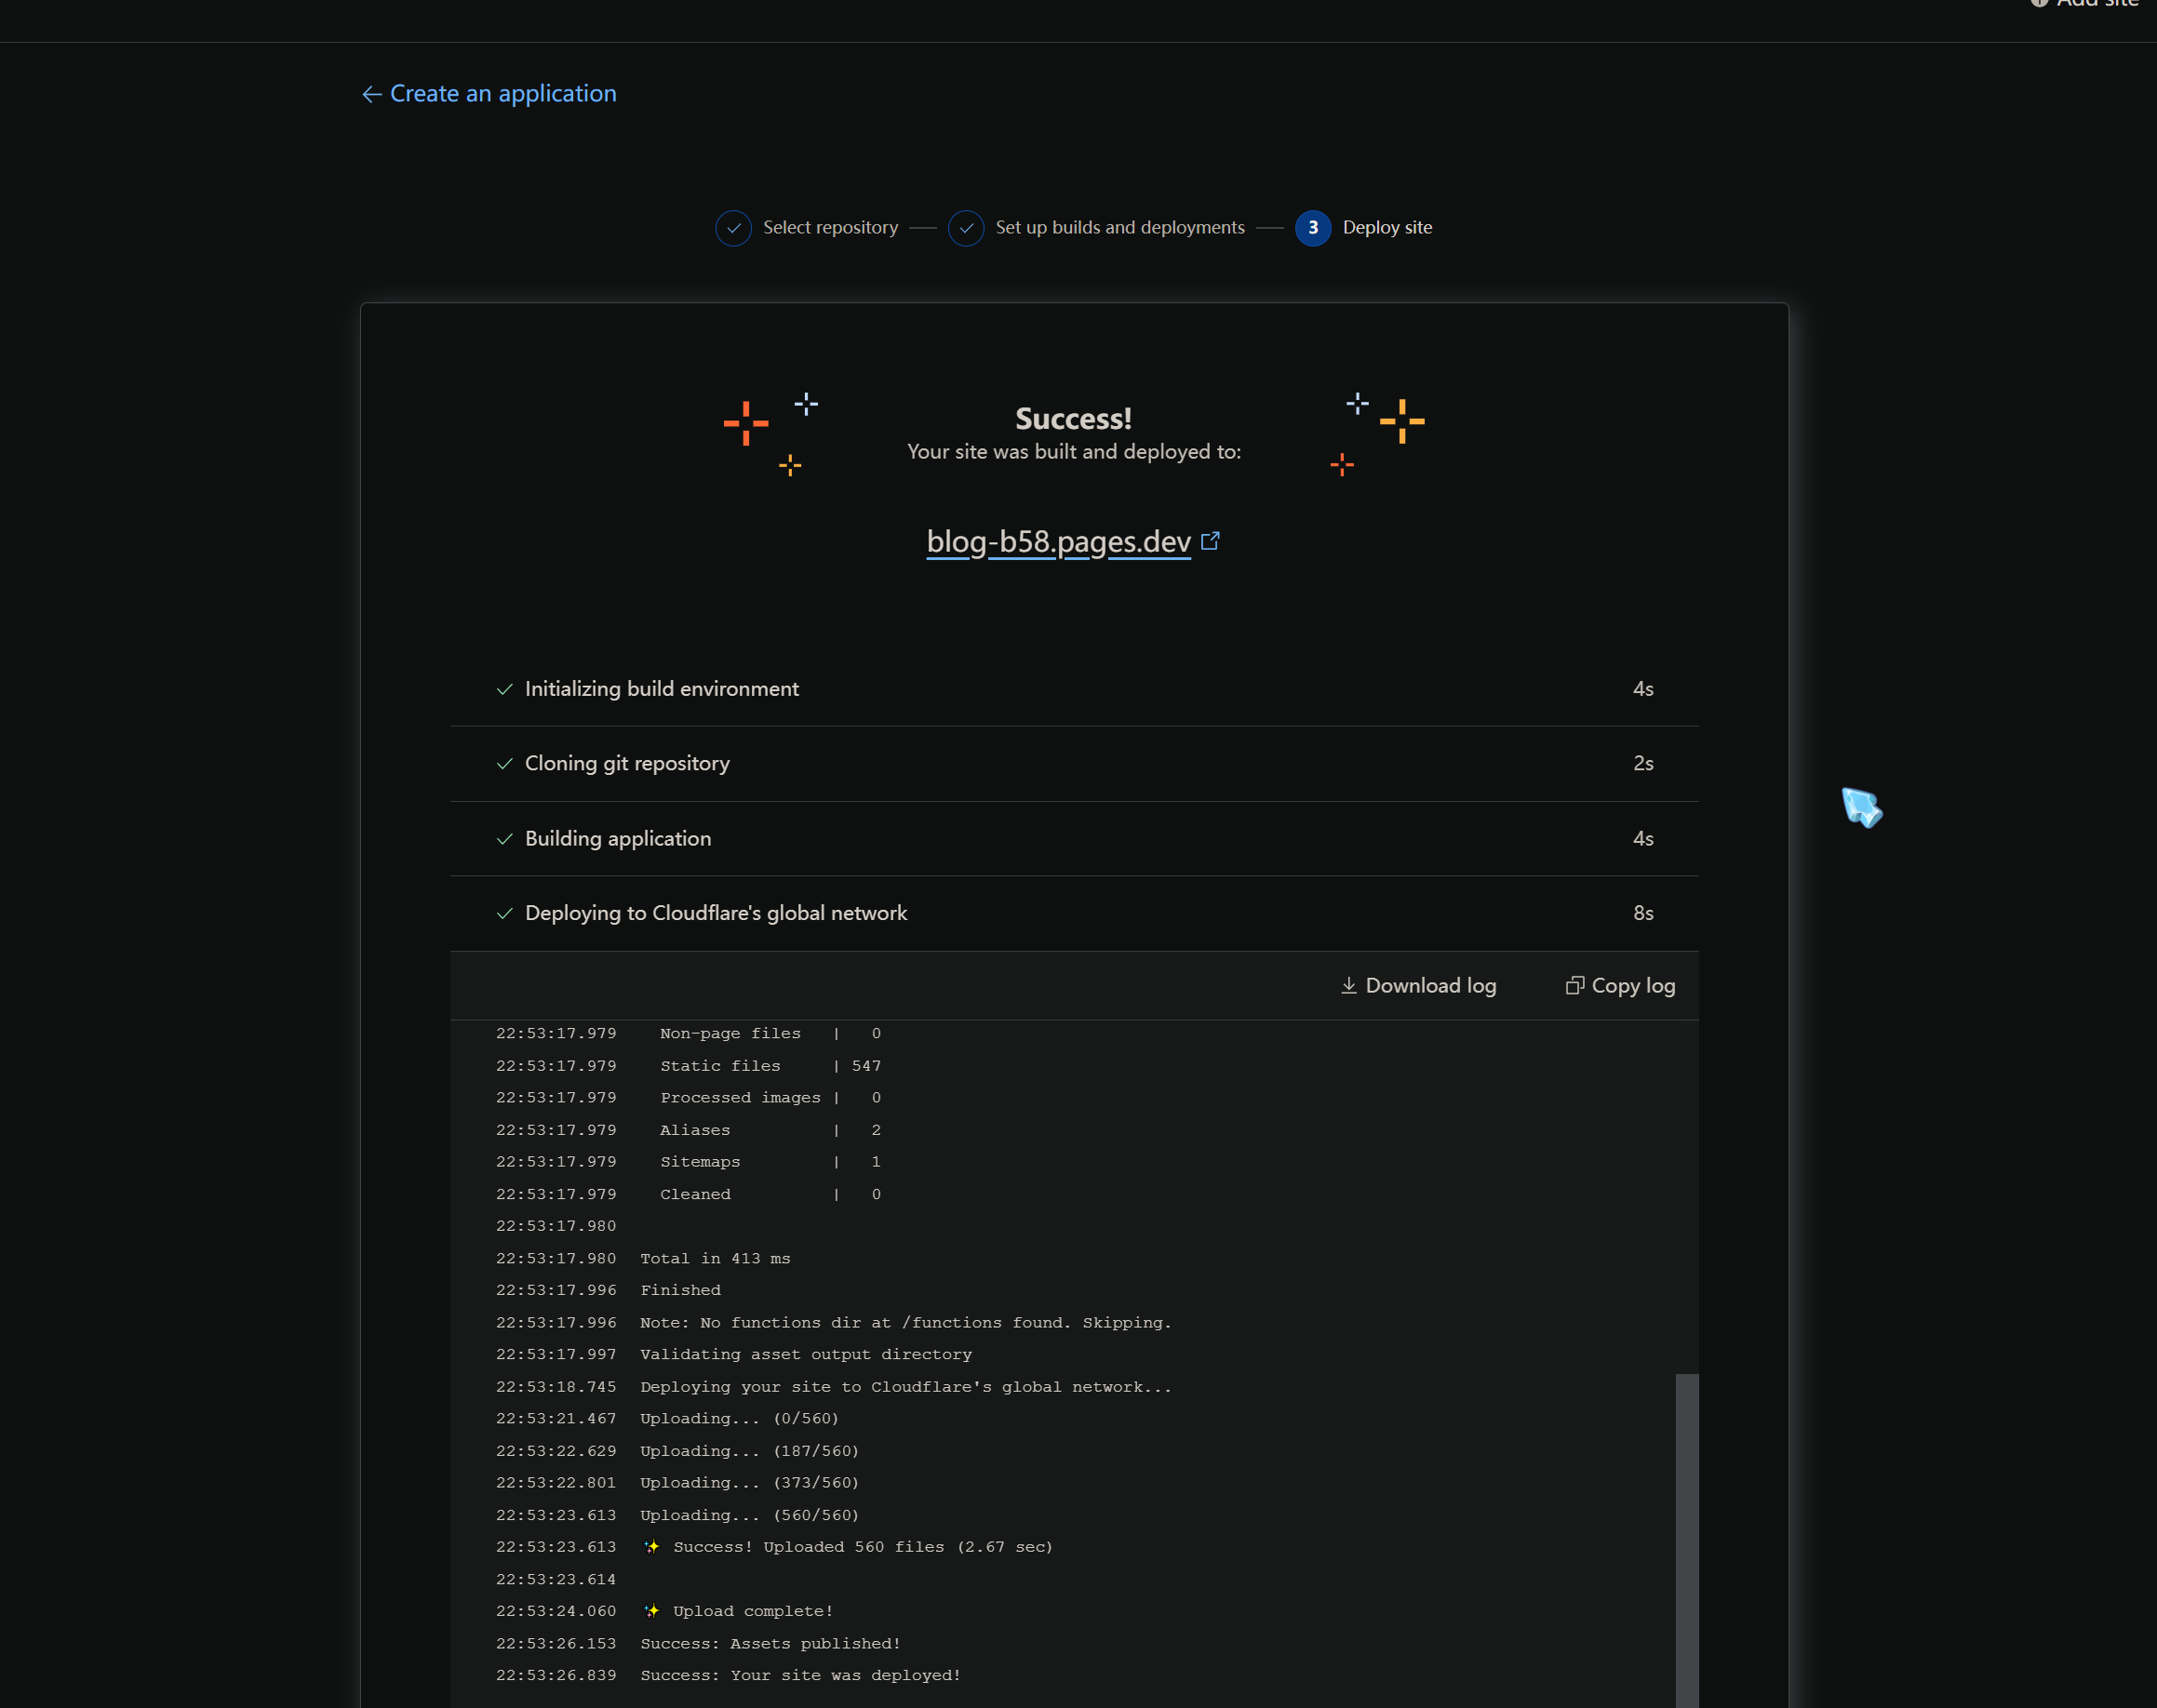 Add site
Create an application
Select repository
Set up builds and deployments
3 Deploy site
Success!
Your site was built and deployed to:
blog-b58.pages.dev
Initializing build environment 4s
Cloning git repository 2s
Building application 4s
Deploying to Cloudflare's global network 8s
Download log Copy log
22:53:17.979 Non-page files | 0
22:53:17.979 Static files | 547
22:53:17.979 Processed images | 0
22:53:17.979 Aliases | 2
22:53:17.979 Sitemaps | 1
22:53:17.979 Cleaned | 0
22:53:17.980
22:53:17.980 Total in 413 ms
22:53:17.996 Finished
22:53:17.996 Note: No functions dir at /functions found. Skipping.
22:53:17.997 Validating asset output directory
22:53:18.745 Deploying your site to Cloudflare's global network...
22:53:21.467 Uploading... (0/560)
22:53:22.629 Uploading... (187/560)
22:53:22.801 Uploading... (373/560)
22:53:23.613 Uploading... (560/560)
22:53:23.613 ✨ Success! Uploaded 560 files (2.67 sec)
22:53:23.614
22:53:24.060 ✨ Upload complete!
22:53:26.153 Success: Assets published!
22:53:26.839 Success: Your site was deployed!